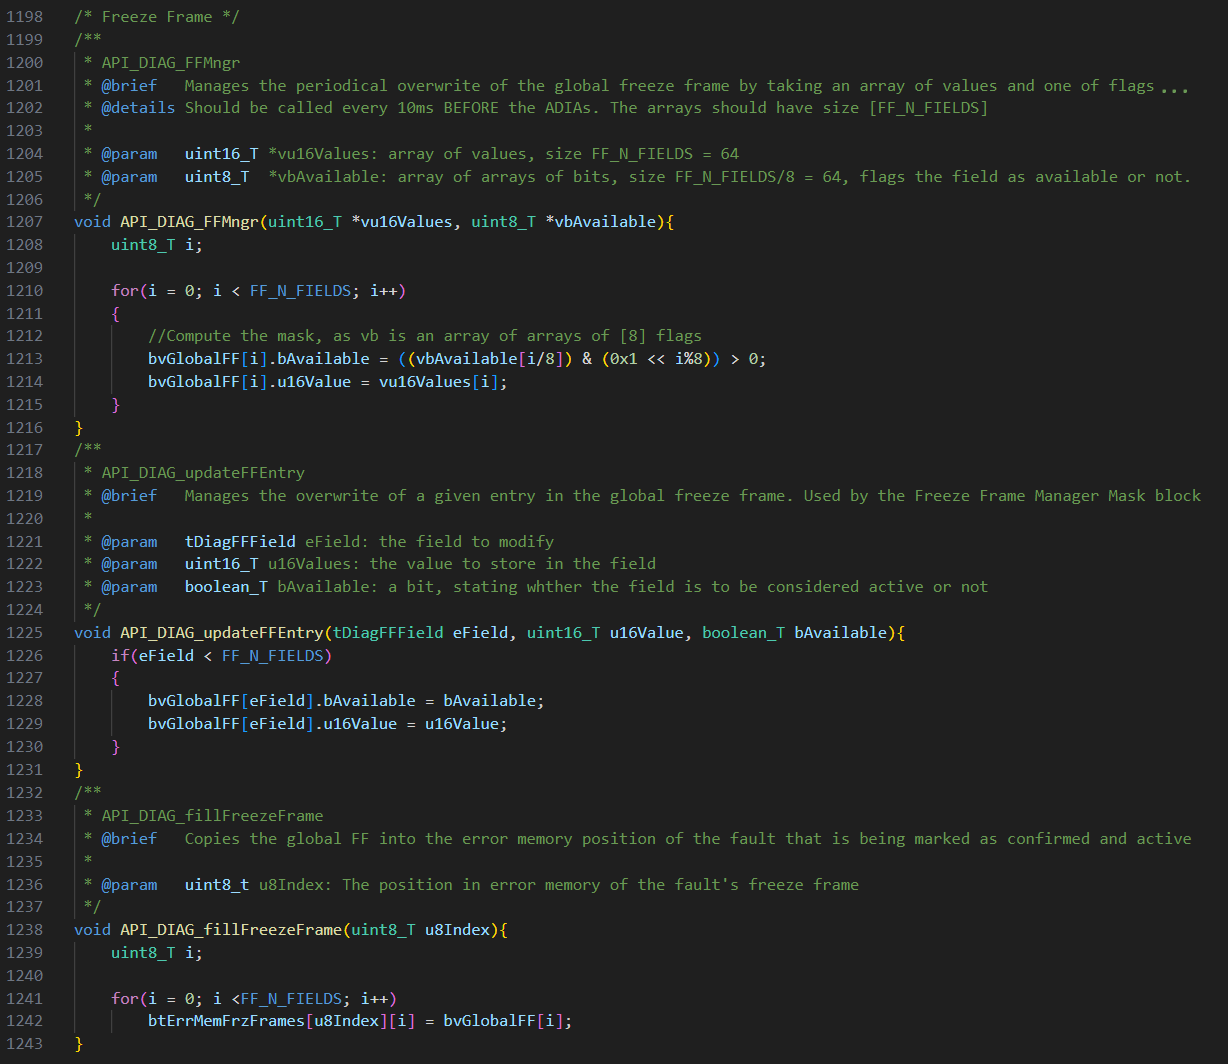 1198 /* Freeze Frame */
1199 /**
1200  * API_DIAG_FFMngr
1201  * @brief   Manages the periodical overwrite of the global freeze frame by taking an array of values and one of flags ...
1202  * @details Should be called every 10ms BEFORE the ADIAs. The arrays should have size [FF_N_FIELDS]
1203  *
1204  * @param   uint16_T *vu16Values: array of values, size FF_N_FIELDS = 64
1205  * @param   uint8_T  *vbAvailable: array of arrays of bits, size FF_N_FIELDS/8 = 64, flags the field as available or not.
1206  */
1207 void API_DIAG_FFMngr(uint16_T *vu16Values, uint8_T *vbAvailable){
1208     uint8_T i;
1209
1210     for(i = 0; i < FF_N_FIELDS; i++)
1211     {
1212         //Compute the mask, as vb is an array of arrays of [8] flags
1213         bvGlobalFF[i].bAvailable = ((vbAvailable[i/8]) & (0x1 << i%8)) > 0;
1214         bvGlobalFF[i].u16Value = vu16Values[i];
1215     }
1216 }
1217 /**
1218  * API_DIAG_updateFFEntry
1219  * @brief   Manages the overwrite of a given entry in the global freeze frame. Used by the Freeze Frame Manager Mask block
1220  *
1221  * @param   tDiagFFField eField: the field to modify
1222  * @param   uint16_T u16Values: the value to store in the field
1223  * @param   boolean_T bAvailable: a bit, stating whther the field is to be considered active or not
1224  */
1225 void API_DIAG_updateFFEntry(tDiagFFField eField, uint16_T u16Value, boolean_T bAvailable){
1226     if(eField < FF_N_FIELDS)
1227     {
1228         bvGlobalFF[eField].bAvailable = bAvailable;
1229         bvGlobalFF[eField].u16Value = u16Value;
1230     }
1231 }
1232 /**
1233  * API_DIAG_fillFreezeFrame
1234  * @brief   Copies the global FF into the error memory position of the fault that is being marked as confirmed and active
1235  *
1236  * @param   uint8_t u8Index: The position in error memory of the fault's freeze frame
1237  */
1238 void API_DIAG_fillFreezeFrame(uint8_T u8Index){
1239     uint8_T i;
1240
1241     for(i = 0; i <FF_N_FIELDS; i++)
1242         btErrMemFrzFrames[u8Index][i] = bvGlobalFF[i];
1243 }